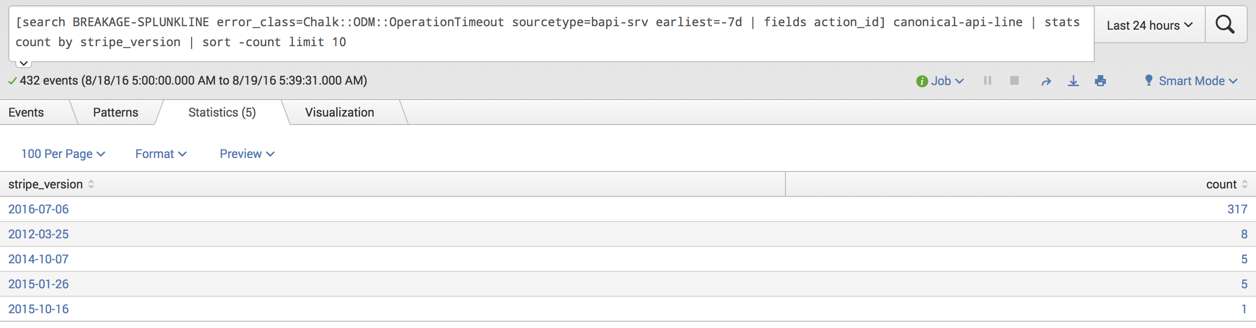 [search BREAKAGE-SPLUNKLINE error_class=Chalk::ODM::OperationTimeout sourcetype=bapi-srv earliest=-7d | fields action_id] canonical-api-line | stats
count by stripe_version | sort -count limit 10
Last 24 hours
432 events (8/18/16 5:00:00.000 AM to 8/19/16 5:39:31.000 AM)
Job
Smart Mode
Events
Patterns
Statistics (5)
Visualization
100 Per Page
Format
Preview
stripe_version count
2016-07-06 317
2012-03-25 8
2014-10-07 5
2015-01-26 5
2015-10-16 1